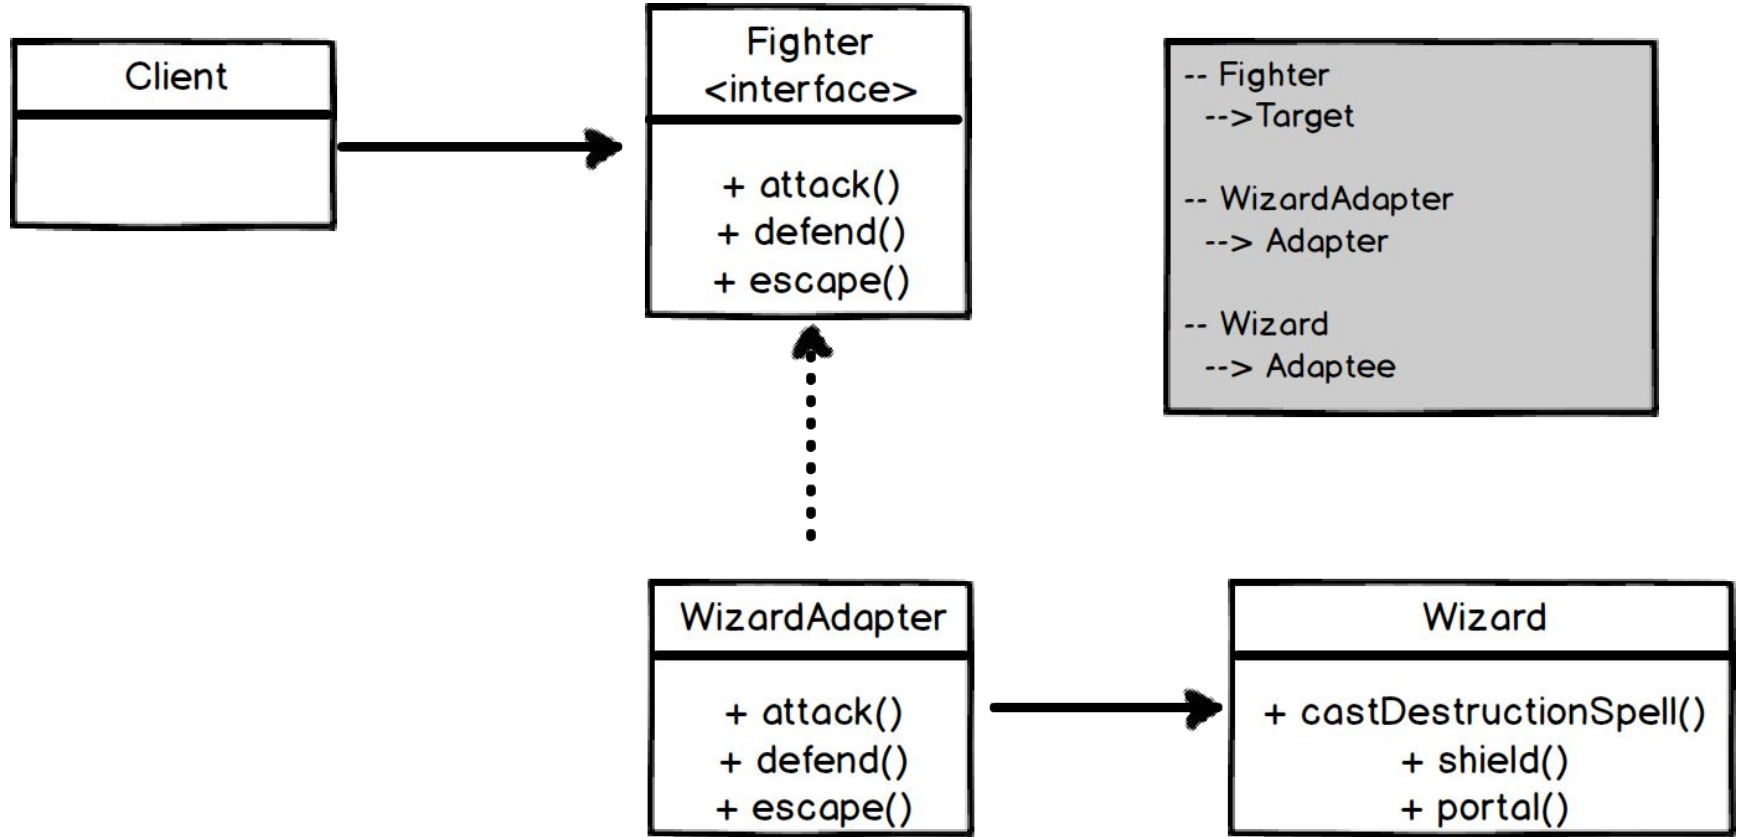 Client
Fighter
<interface>
+ attack()
+ defend()
+ escape()
-- Fighter
-->Target
-- WizardAdapter
--> Adapter
-- Wizard
--> Adaptee
WizardAdapter
+ attack()
+ defend()
+ escape()
Wizard
+ castDestructionSpell()
+ shield()
+ portal()